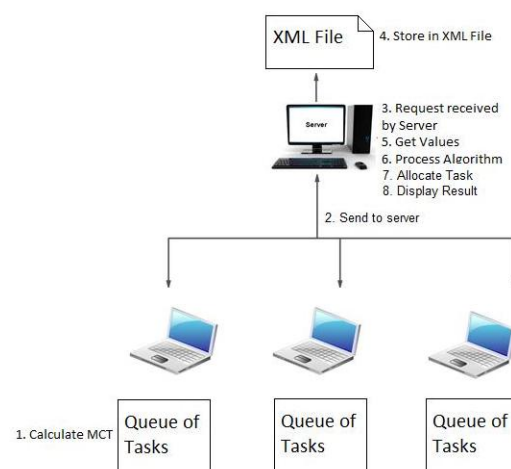 XML File
4. Store in XML File
Server
3. Request received
by Server
5. Get Values
6. Process Algorithm
7. Allocate Task
8. Display Result
2. Send to server
1. Calculate MCT
Queue of
Tasks
Queue of
Tasks
Queue of
Tasks